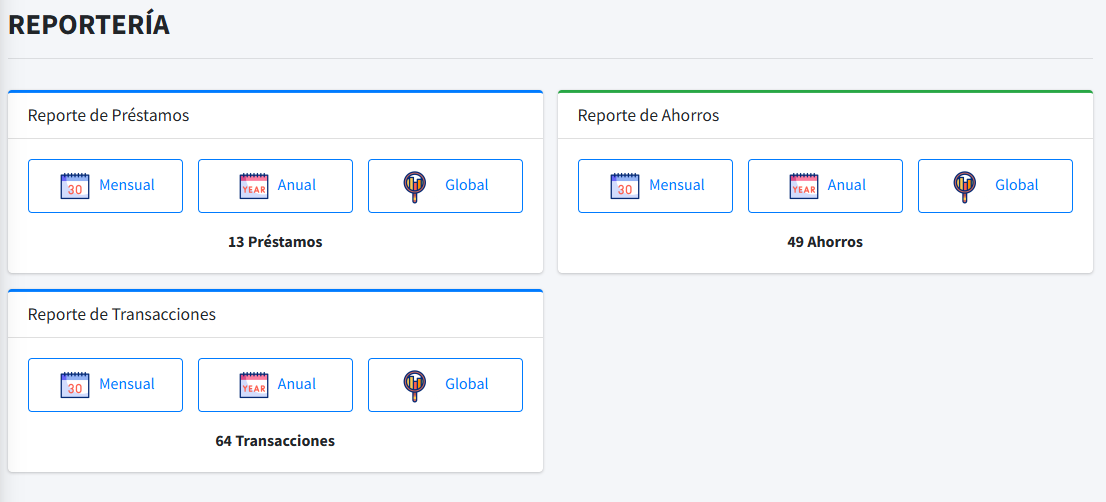 REPORTERÍA
Reporte de Préstamos
30 Mensual
YEAR Anual
Global
13 Préstamos
Reporte de Ahorros
30 Mensual
YEAR Anual
Global
49 Ahorros
Reporte de Transacciones
30 Mensual
YEAR Anual
Global
64 Transacciones